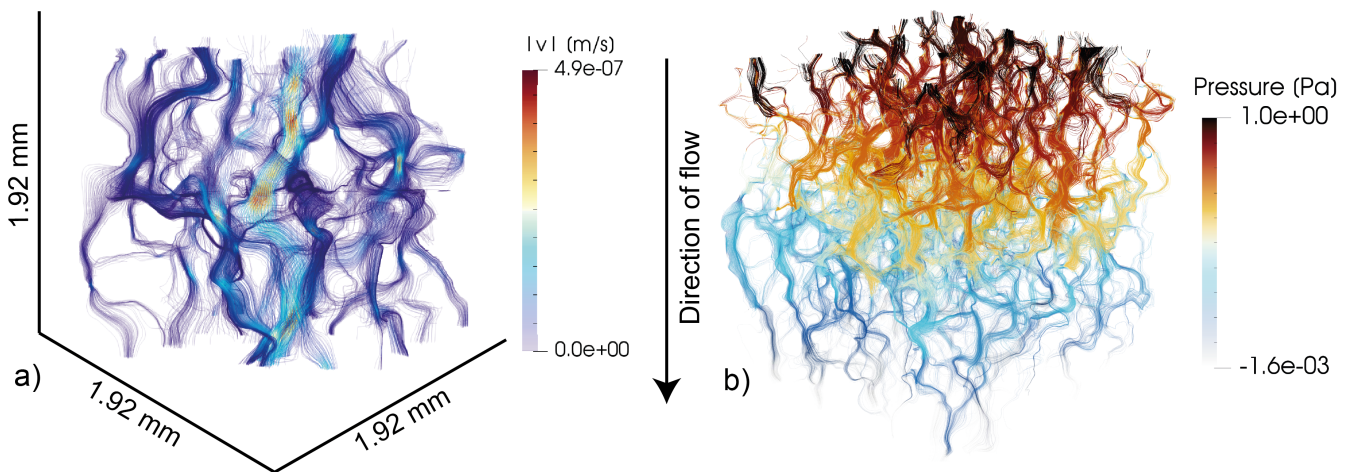 |v| (m/s)
4.9e-07
0.0e+00
1.92 mm
1.92 mm
1.92 mm
a)
Direction of flow
Pressure (Pa)
1.0e+00
-1.6e-03
b)